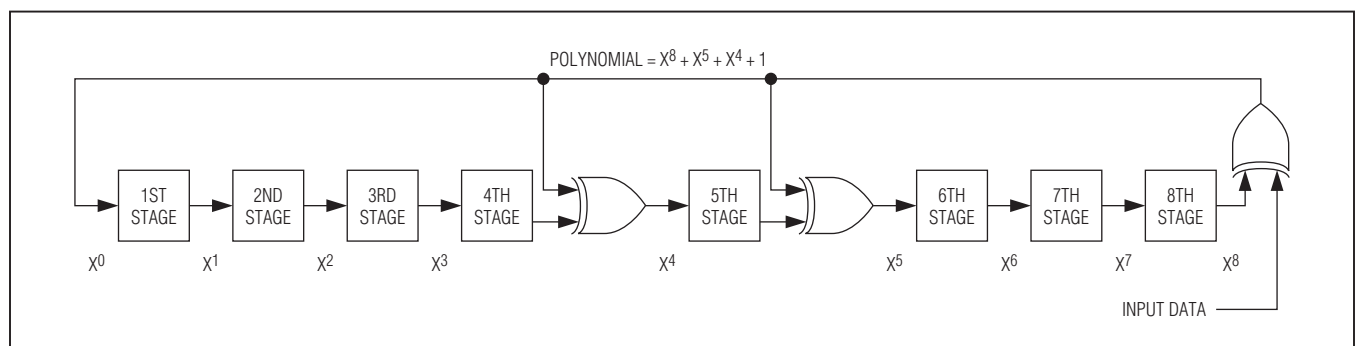 POLYNOMIAL = X8 + X5 + X4 + 1
1ST
STAGE
2ND
STAGE
3RD
STAGE
4TH
STAGE
5TH
STAGE
6TH
STAGE
7TH
STAGE
8TH
STAGE
X0
X1
X2
X3
X4
X5
X6
X7
X8
INPUT DATA